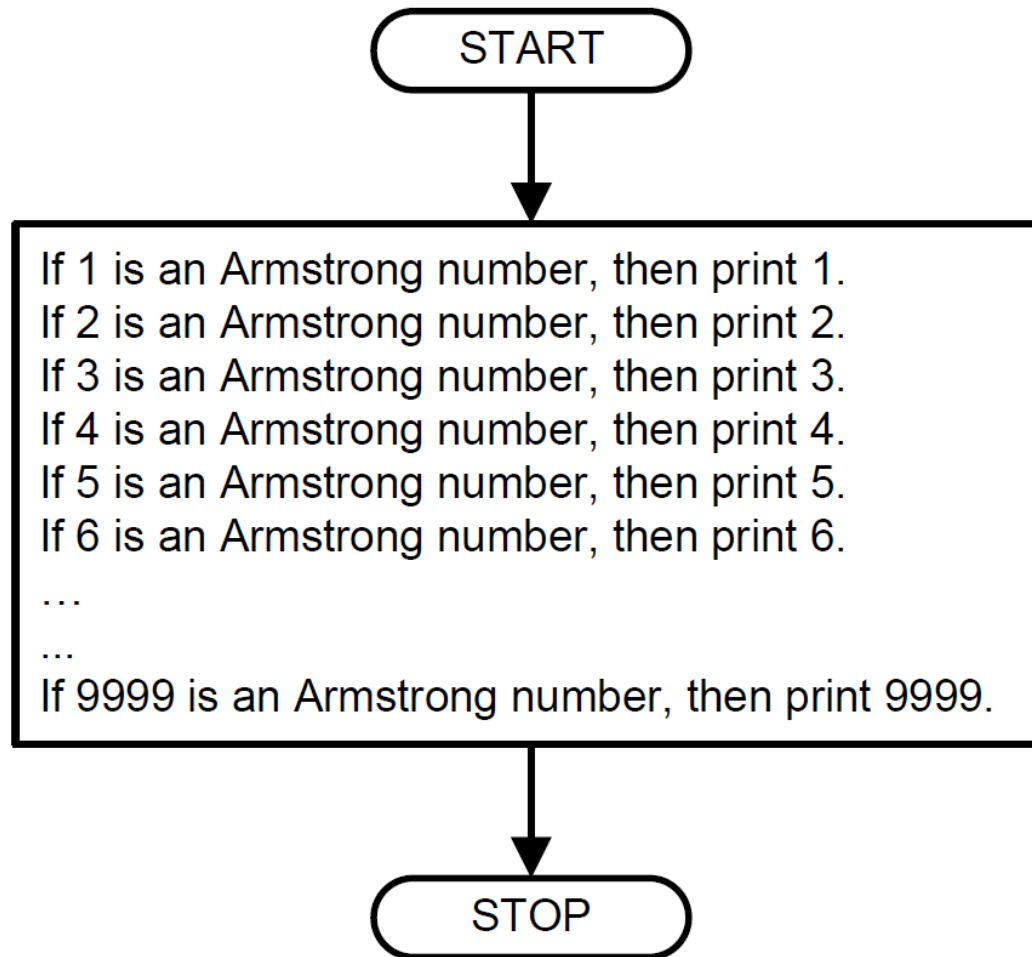 START
If 1 is an Armstrong number, then print 1.
If 2 is an Armstrong number, then print 2.
If 3 is an Armstrong number, then print 3.
If 4 is an Armstrong number, then print 4.
If 5 is an Armstrong number, then print 5.
If 6 is an Armstrong number, then print 6.
…
...
If 9999 is an Armstrong number, then print 9999.
STOP